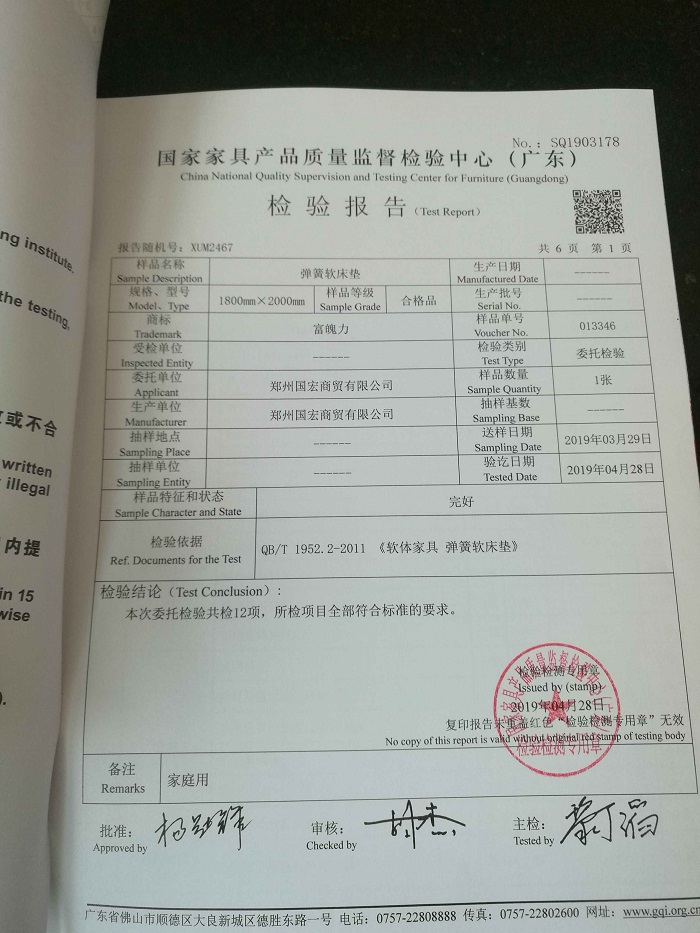 No.：SQ1903178
国家家具产品质量监督检验中心（广东）
China National Quality Supervision and Testing Center for Furniture (Guangdong)
检 验 报 告（Test Report）
报告随机号：XUM2467
共 6 页 第 1 页
样品名称 弹簧软床垫 生产日期 ------
Sample Description Manufactured Date
规格、型号 1800mm×2000mm 样品等级 合格品 生产批号 ------
Model、Type Sample Grade Serial No.
商标 富魄力 样品单号 013346
Trademark Voucher No.
受检单位 ------ 检验类别 委托检验
Inspected Entity Test Type
委托单位 郑州国宏商贸有限公司 样品数量 1张
Applicant Sample Quantity
生产单位 郑州国宏商贸有限公司 抽样基数 ------
Manufacturer Sampling Base
抽样地点 ------ 送样日期 2019年03月29日
Sampling Place Sampling Date
抽样单位 ------ 验讫日期 2019年04月28日
Sampling Entity Tested Date
样品特征和状态 完好
Sample Character and State
检验依据 QB/T 1952.2-2011 《软体家具 弹簧软床垫》
Ref. Documents for the Test
检验结论（Test Conclusion）:
本次委托检验共检12项，所检项目全部符合标准的要求。
检验检测专用章
Issued by (stamp)
2019年04月28日
复印报告未重盖红色“检验检测专用章”无效
No copy of this report is valid without original red stamp of testing body
检验检测专用章
备注 家庭用
Remarks
批准： 审核： 主检：
Approved by Checked by Tested by
广东省佛山市顺德区大良新城区德胜东路一号 电话：0757-22808888 传真：0757-22802600 网址：www.gqi.org.cn
ng institute.
the testing,
或不合
written
illegal
内提
in 15
wise